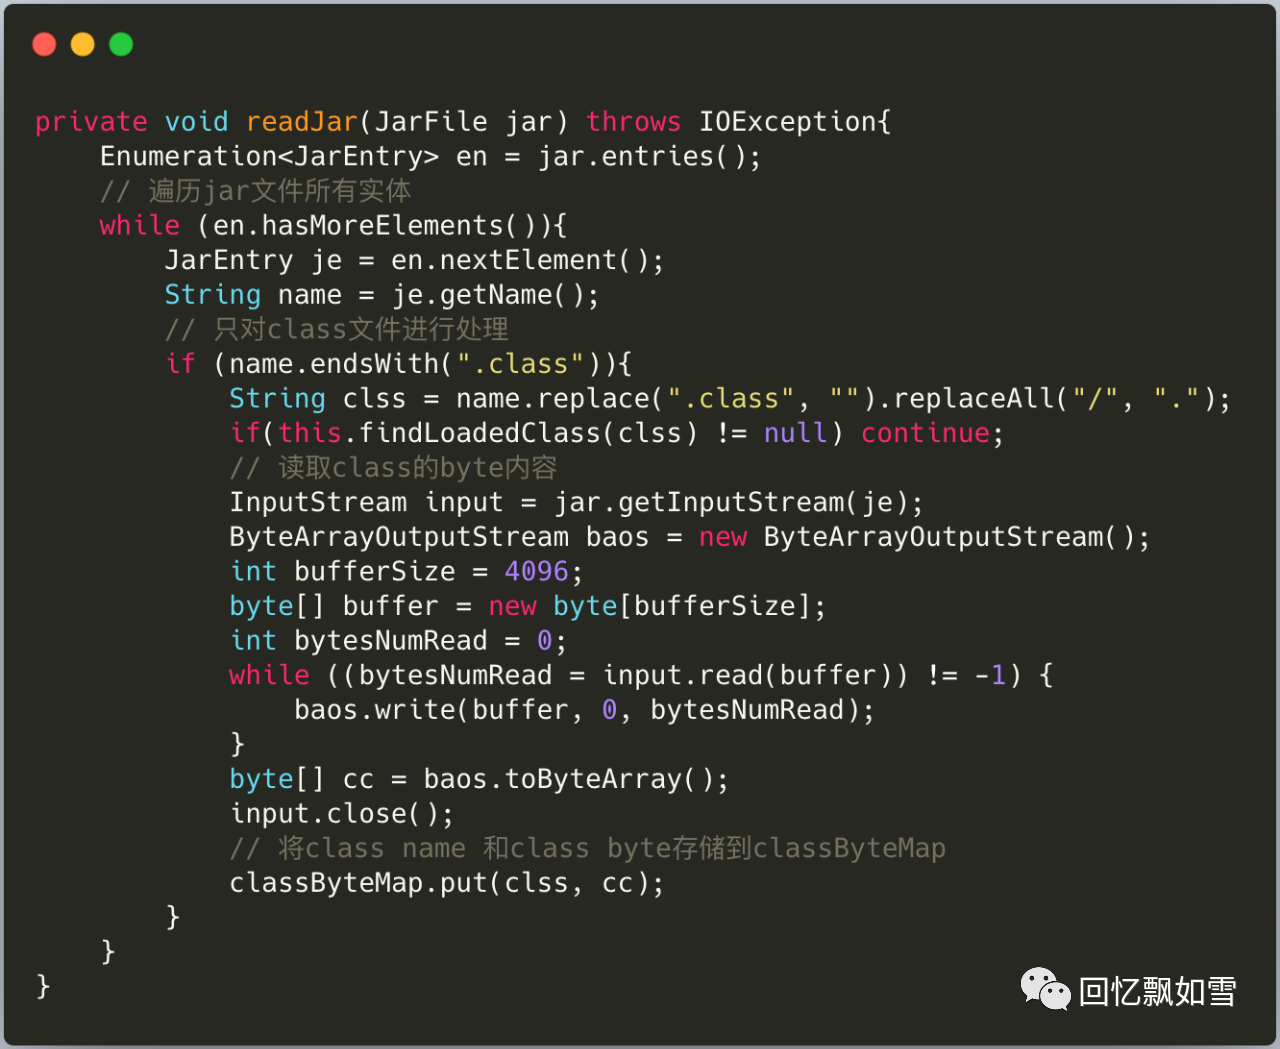 private void readJar(JarFile jar) throws IOException{
    Enumeration<JarEntry> en = jar.entries();
    // 遍历jar文件所有实体
    while (en.hasMoreElements()){
        JarEntry je = en.nextElement();
        String name = je.getName();
        // 只对class文件进行处理
        if (name.endsWith(".class")){
            String clss = name.replace(".class", "").replaceAll("/", ".");
            if(this.findLoadedClass(clss) != null) continue;
            // 读取class的byte内容
            InputStream input = jar.getInputStream(je);
            ByteArrayOutputStream baos = new ByteArrayOutputStream();
            int bufferSize = 4096;
            byte[] buffer = new byte[bufferSize];
            int bytesNumRead = 0;
            while ((bytesNumRead = input.read(buffer)) != -1) {
                baos.write(buffer, 0, bytesNumRead);
            }
            byte[] cc = baos.toByteArray();
            input.close();
            // 将class name 和class byte存储到classByteMap
            classByteMap.put(clss, cc);
        }
    }
}
回忆飘如雪